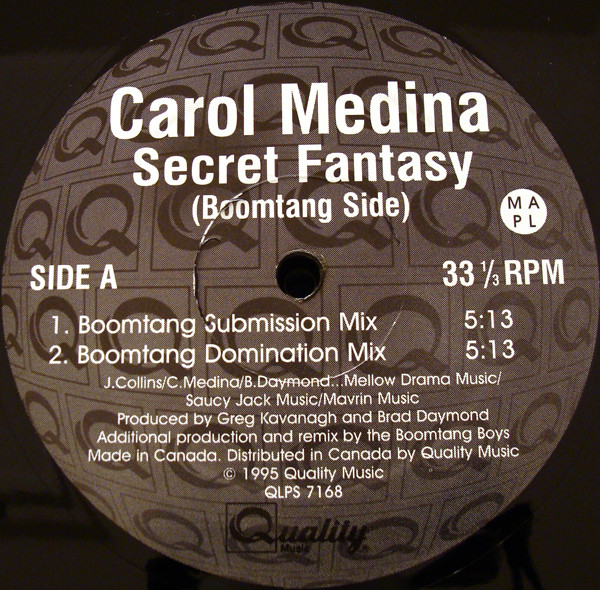 Carol Medina
Secret Fantasy
(Boomtang Side)
M A
P L
SIDE A
33 1/3 RPM
1. Boomtang Submission Mix 5:13
2. Boomtang Domination Mix 5:13
J.Collins/C.Medina/B.Daymond...Mellow Drama Music/
Saucy Jack Music/Mavrin Music
Produced by Greg Kavanagh and Brad Daymond
Additional production and remix by the Boomtang Boys
Made in Canada. Distributed in Canada by Quality Music
© 1995 Quality Music
QLPS 7168
Quality
Music